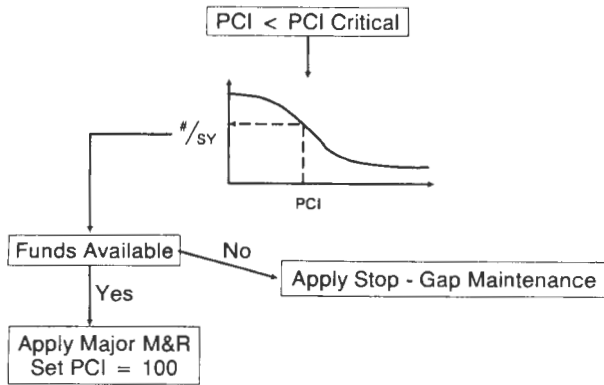 PCI < PCI Critical
#/SY
PCI
Funds Available
No
Apply Stop - Gap Maintenance
Yes
Apply Major M&R
Set PCI = 100